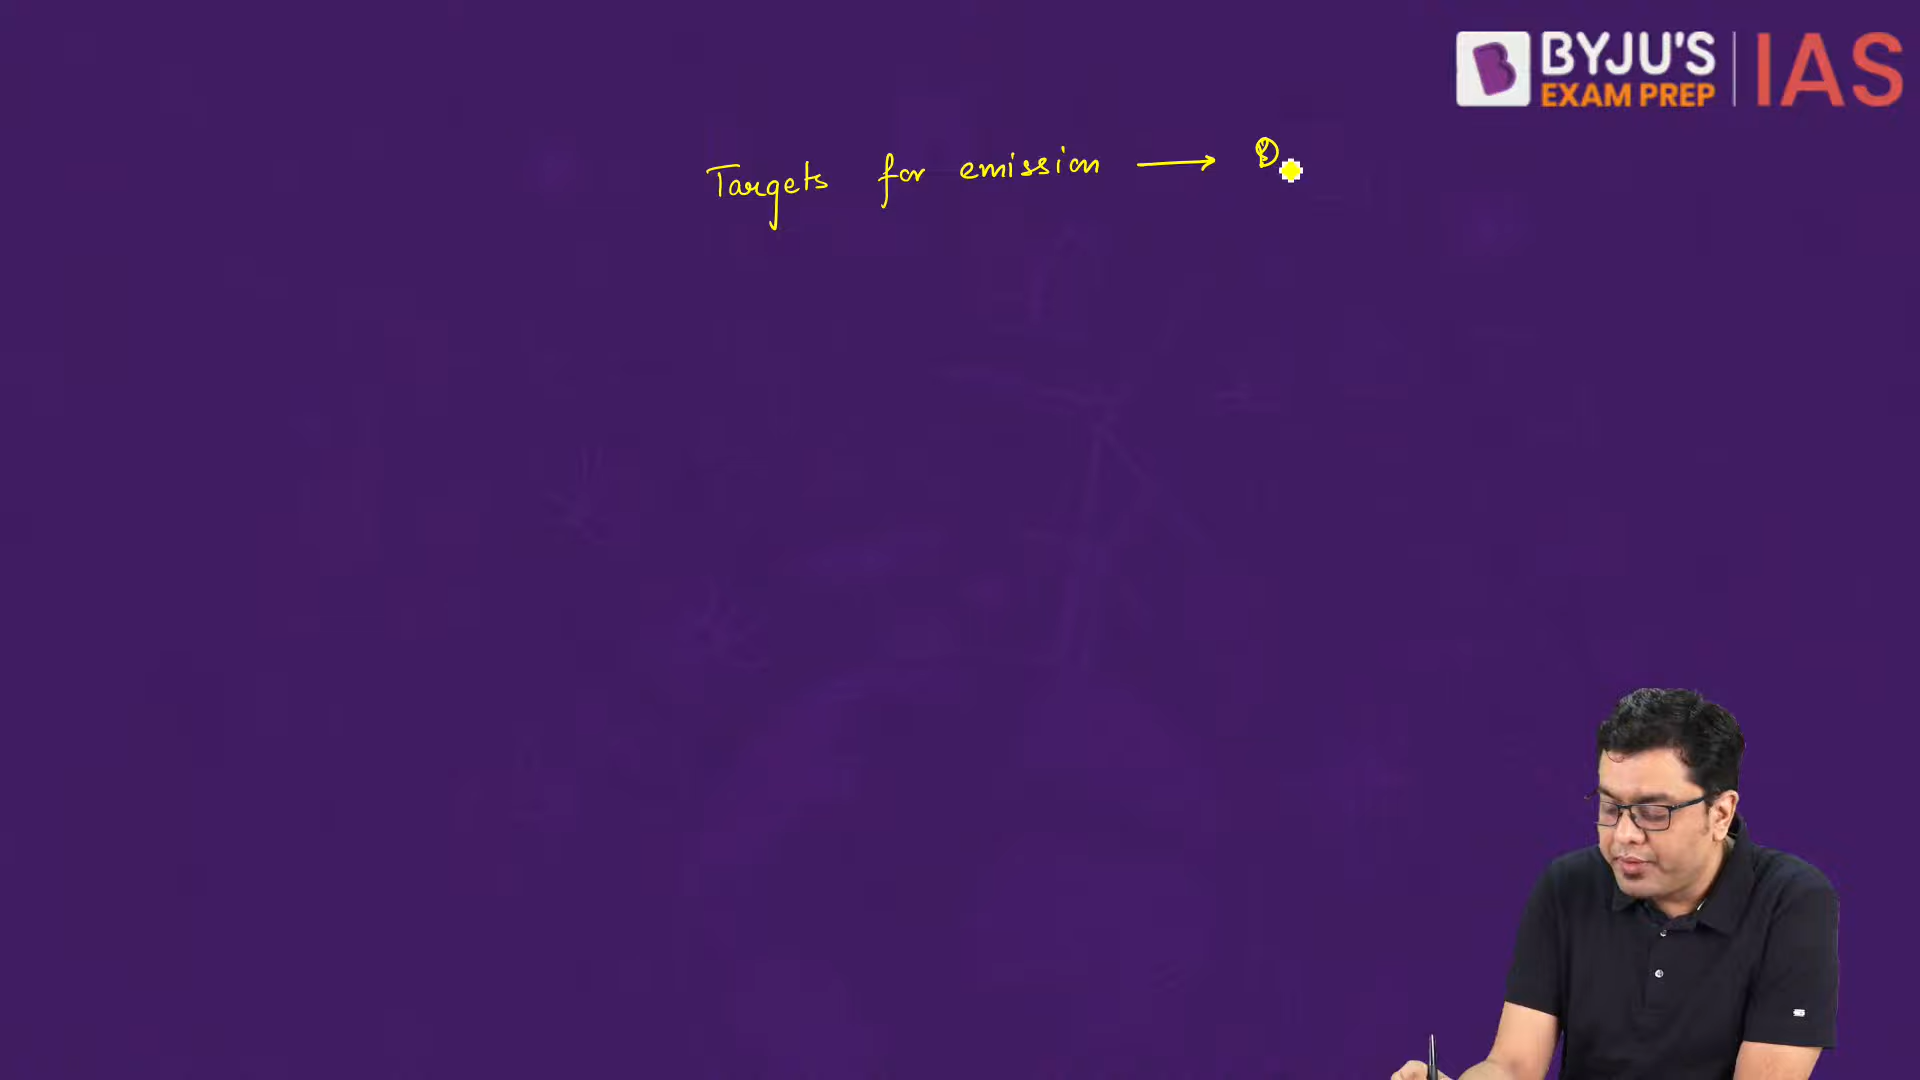 BYJU'S
EXAM PREP
IAS
Targets for emission →